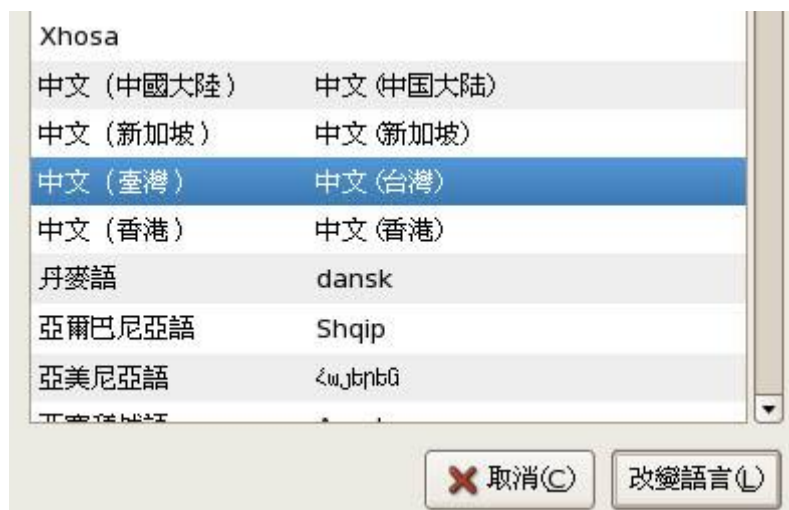 Xhosa
中文 (中國大陸) 中文 (中国大陆)
中文 (新加坡) 中文 (新加坡)
中文 (臺灣) 中文 (台灣)
中文 (香港) 中文 (香港)
丹麥語 dansk
亞爾巴尼亞語 Shqip
亞美尼亞語 Հայերեն
取消(C) 改變語言(L)